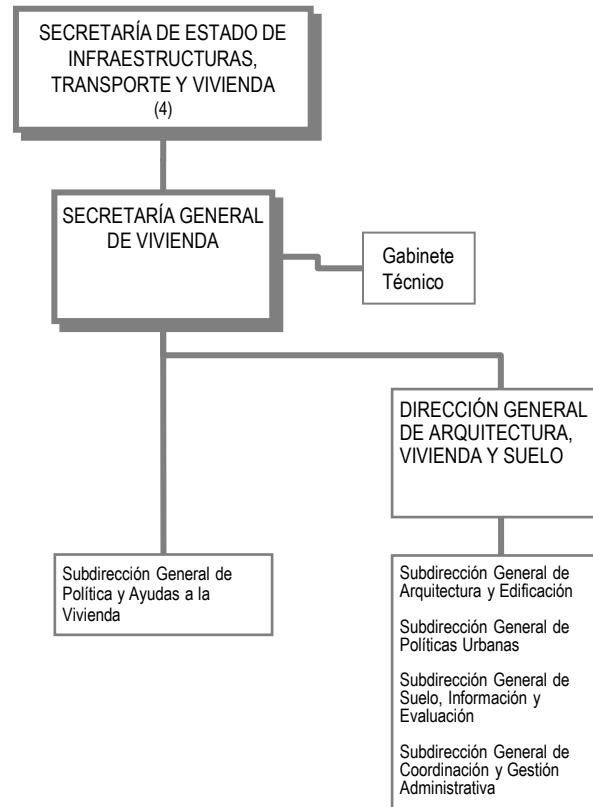 SECRETARÍA DE ESTADO DE
INFRAESTRUCTURAS,
TRANSPORTE Y VIVIENDA
(4)
SECRETARÍA GENERAL
DE VIVIENDA
Gabinete
Técnico
DIRECCIÓN GENERAL
DE ARQUITECTURA,
VIVIENDA Y SUELO
Subdirección General de
Política y Ayudas a la
Vivienda
Subdirección General de
Arquitectura y Edificación
Subdirección General de
Políticas Urbanas
Subdirección General de
Suelo, Información y
Evaluación
Subdirección General de
Coordinación y Gestión
Administrativa